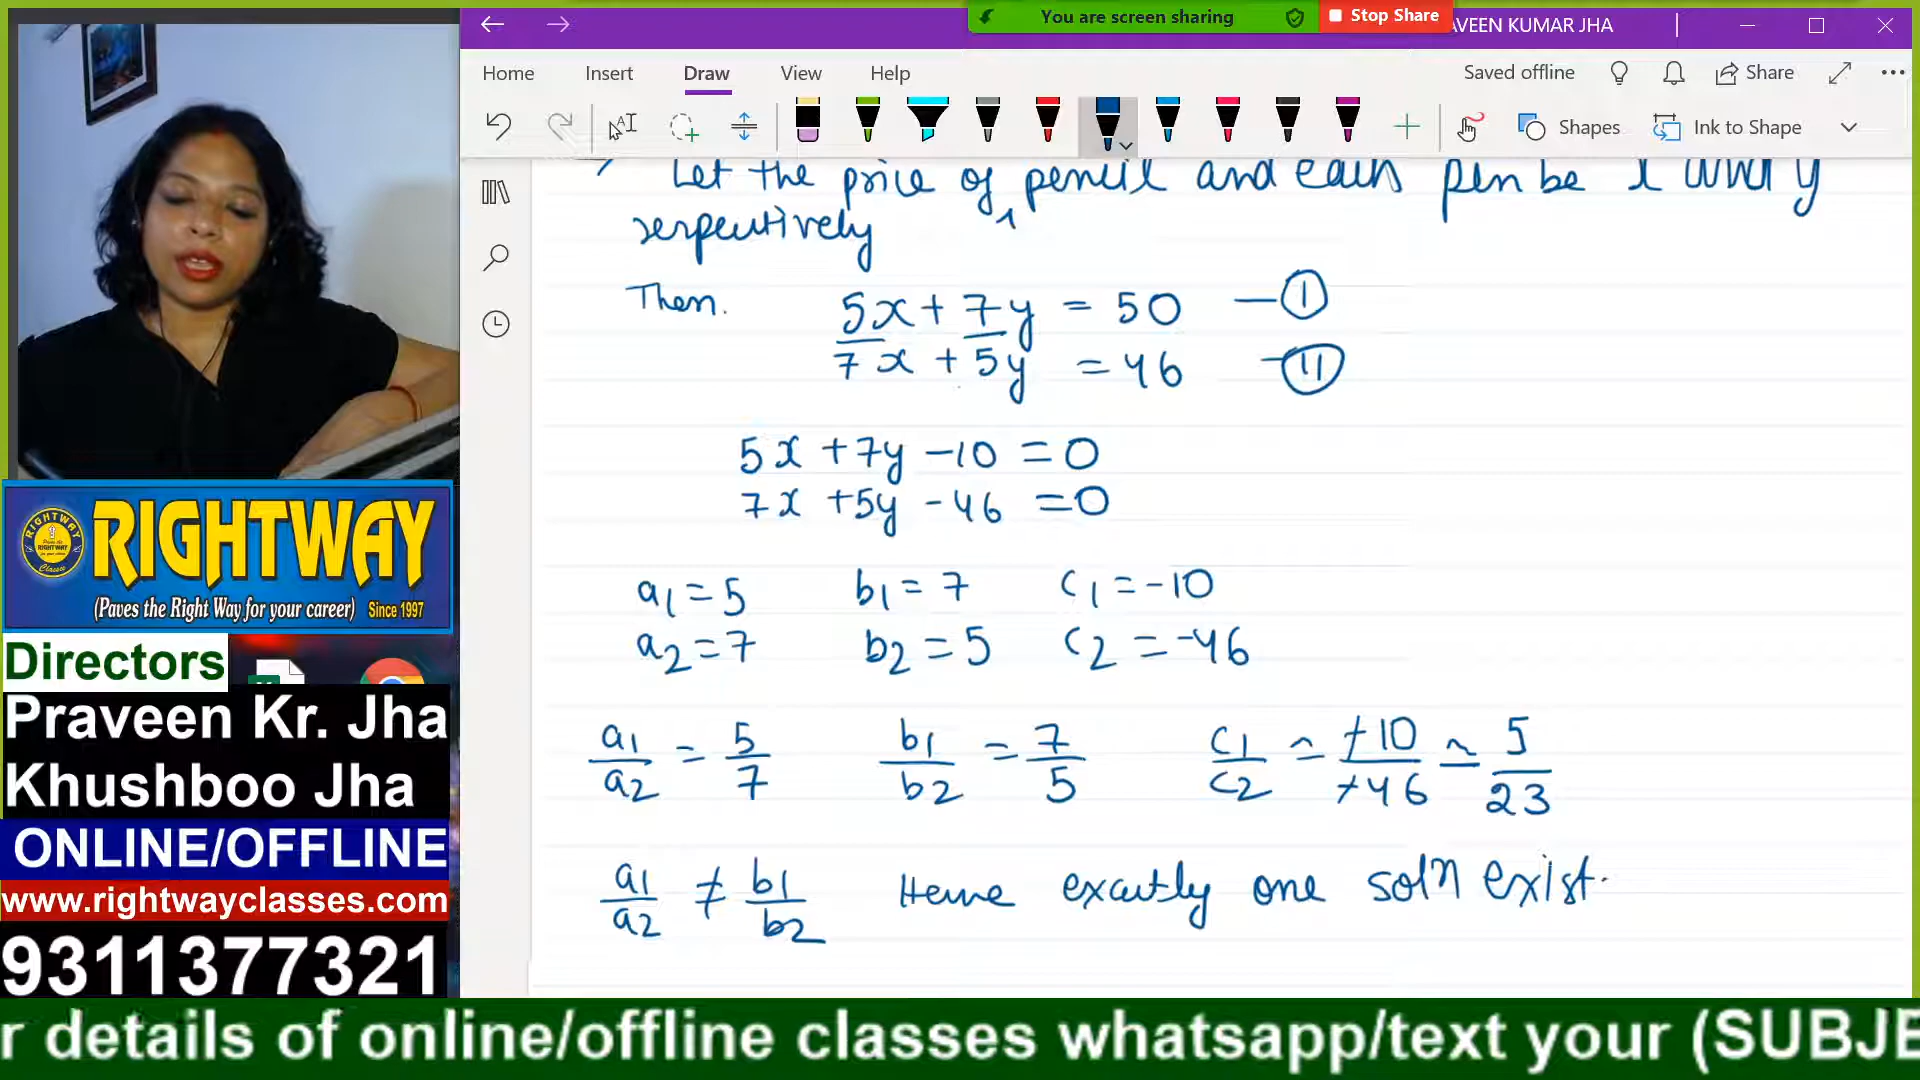 You are screen sharing
Stop Share
AVEEN KUMAR JHA
Home Insert Draw View Help
Saved offline
Share
Shapes
Ink to Shape
Let the price of 1 pencil and each pen be x and y
respectively
Then. 5x + 7y = 50 — 1
7x + 5y = 46 — 11
5x + 7y - 10 = 0
7x + 5y - 46 = 0
a1 = 5 b1 = 7 c1 = -10
a2 = 7 b2 = 5 c2 = -46
a1/a2 = 5/7 b1/b2 = 7/5 c1/c2 = +10/+46 = 5/23
a1/a2 ≠ b1/b2 Hence exactly one soln exist.
RIGHTWAY
(Paves the Right Way for your career) Since 1997
Directors
Praveen Kr. Jha
Khushboo Jha
ONLINE/OFFLINE
www.rightwayclasses.com
9311377321
r details of online/offline classes whatsapp/text your (SUBJE